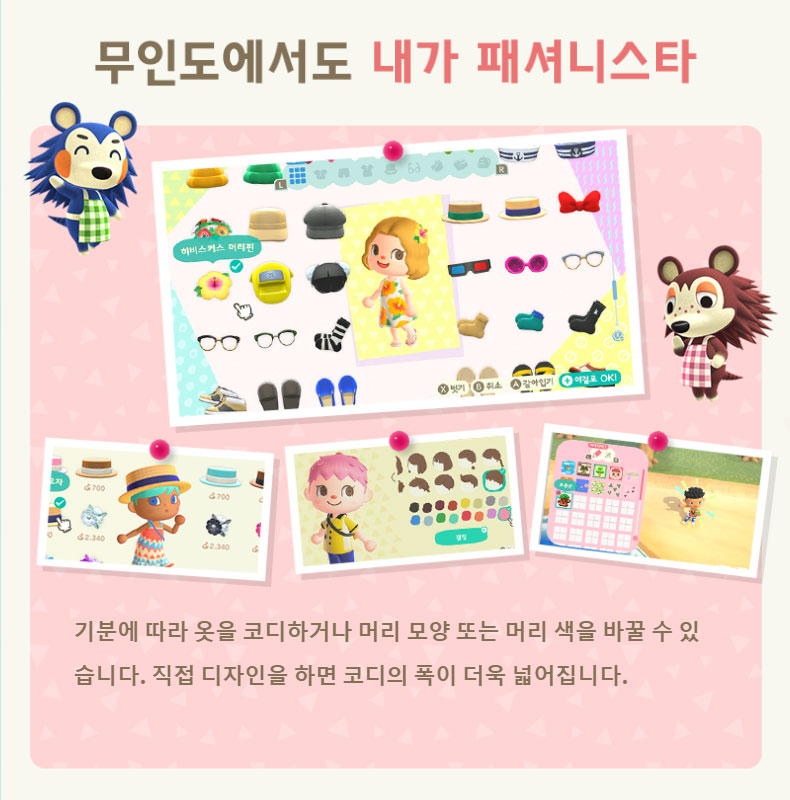 무인도에서도 내가 패셔니스타
L
R
히비스커스 머리핀
X 벗기 B 취소 A 갈아입기 + 이걸로 OK!
700
700
2,340
2,340
기분에 따라 옷을 코디하거나 머리 모양 또는 머리 색을 바꿀 수 있
습니다. 직접 디자인을 하면 코디의 폭이 더욱 넓어집니다.